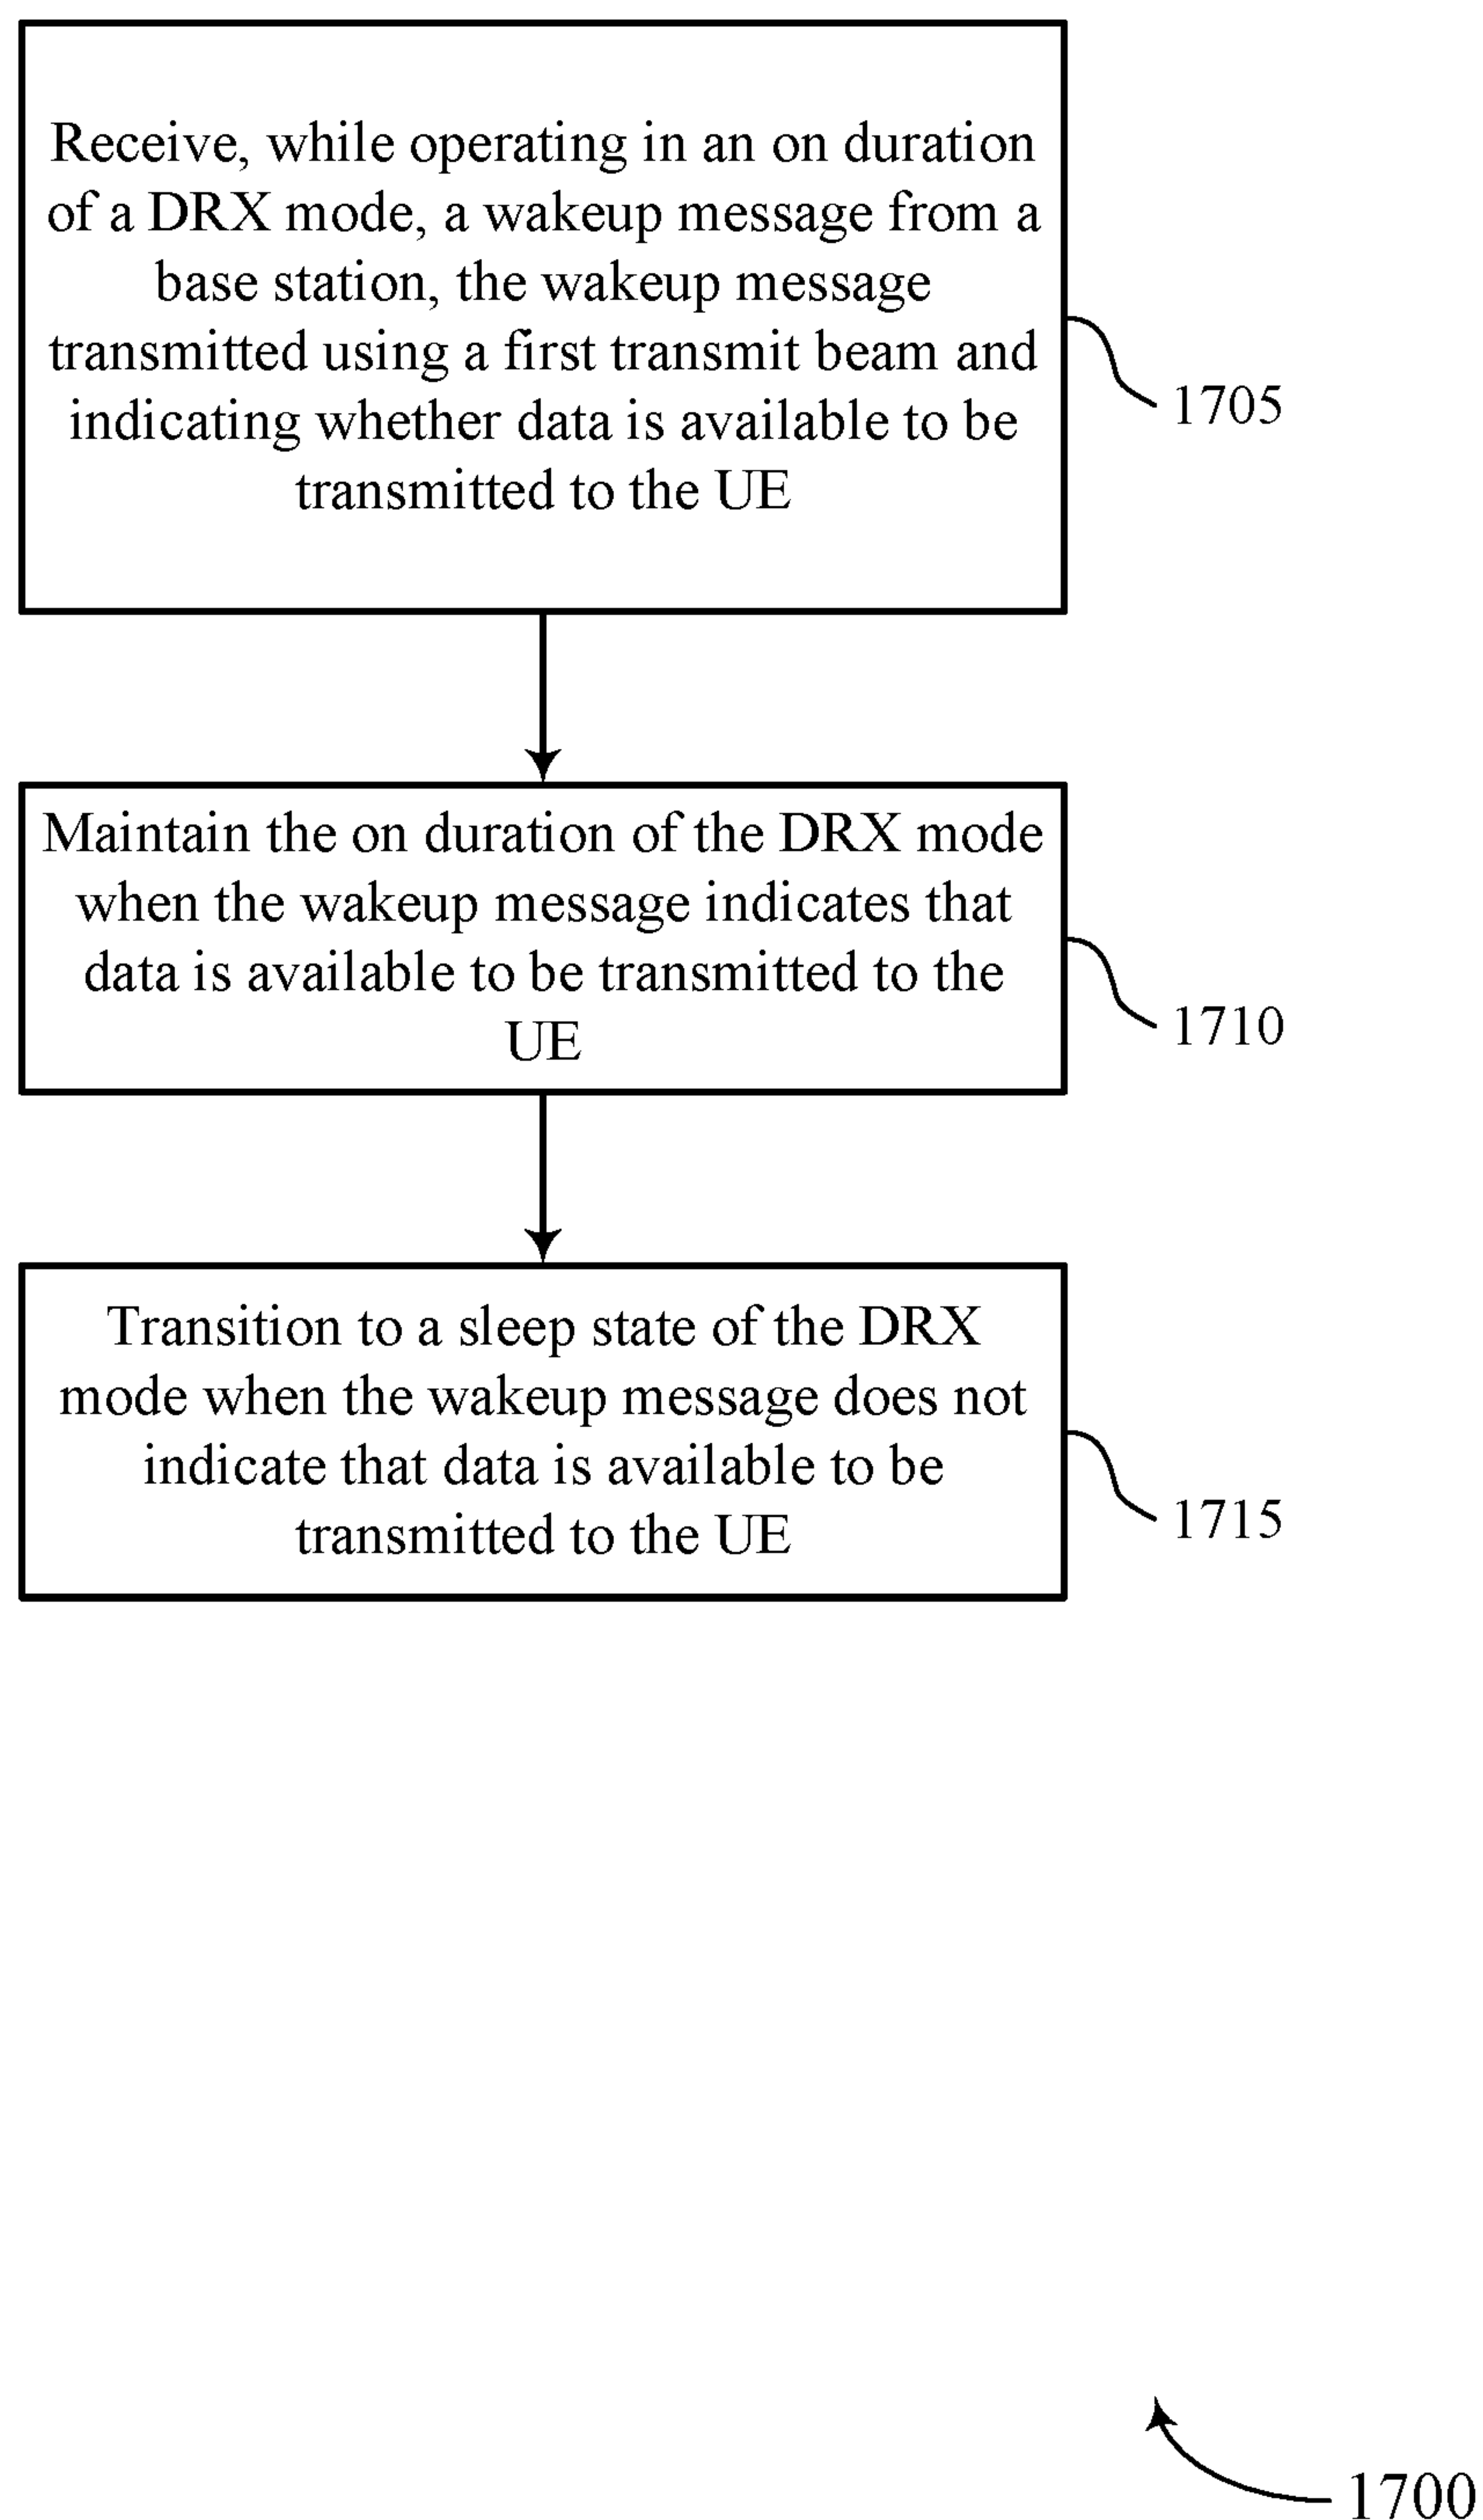 Receive, while operating in an on duration
of a DRX mode, a wakeup message from a
base station, the wakeup message
transmitted using a first transmit beam and
indicating whether data is available to be
transmitted to the UE
1705
Maintain the on duration of the DRX mode
when the wakeup message indicates that
data is available to be transmitted to the
UE
1710
Transition to a sleep state of the DRX
mode when the wakeup message does not
indicate that data is available to be
transmitted to the UE
1715
1700